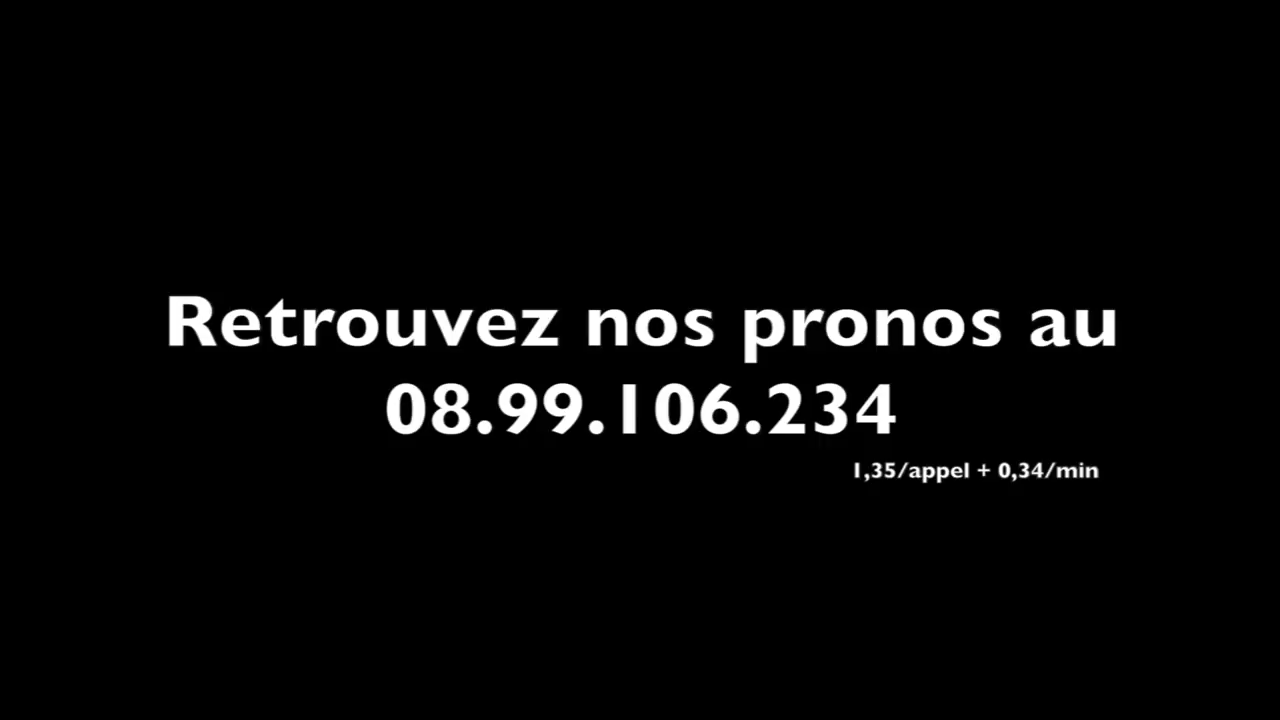 Retrouvez nos pronos au
08.99.106.234
1,35/appel + 0,34/min